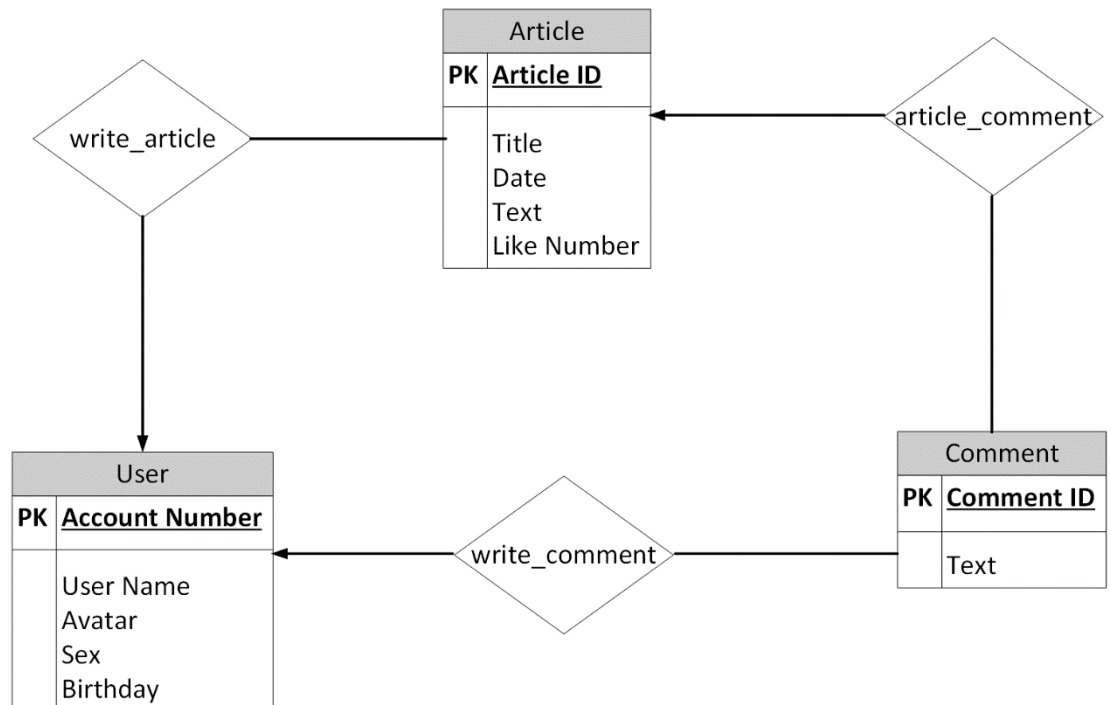 Article
PK Article ID
Title
Date
Text
Like Number
write_article
article_comment
User
PK Account Number
User Name
Avatar
Sex
Birthday
write_comment
Comment
PK Comment ID
Text